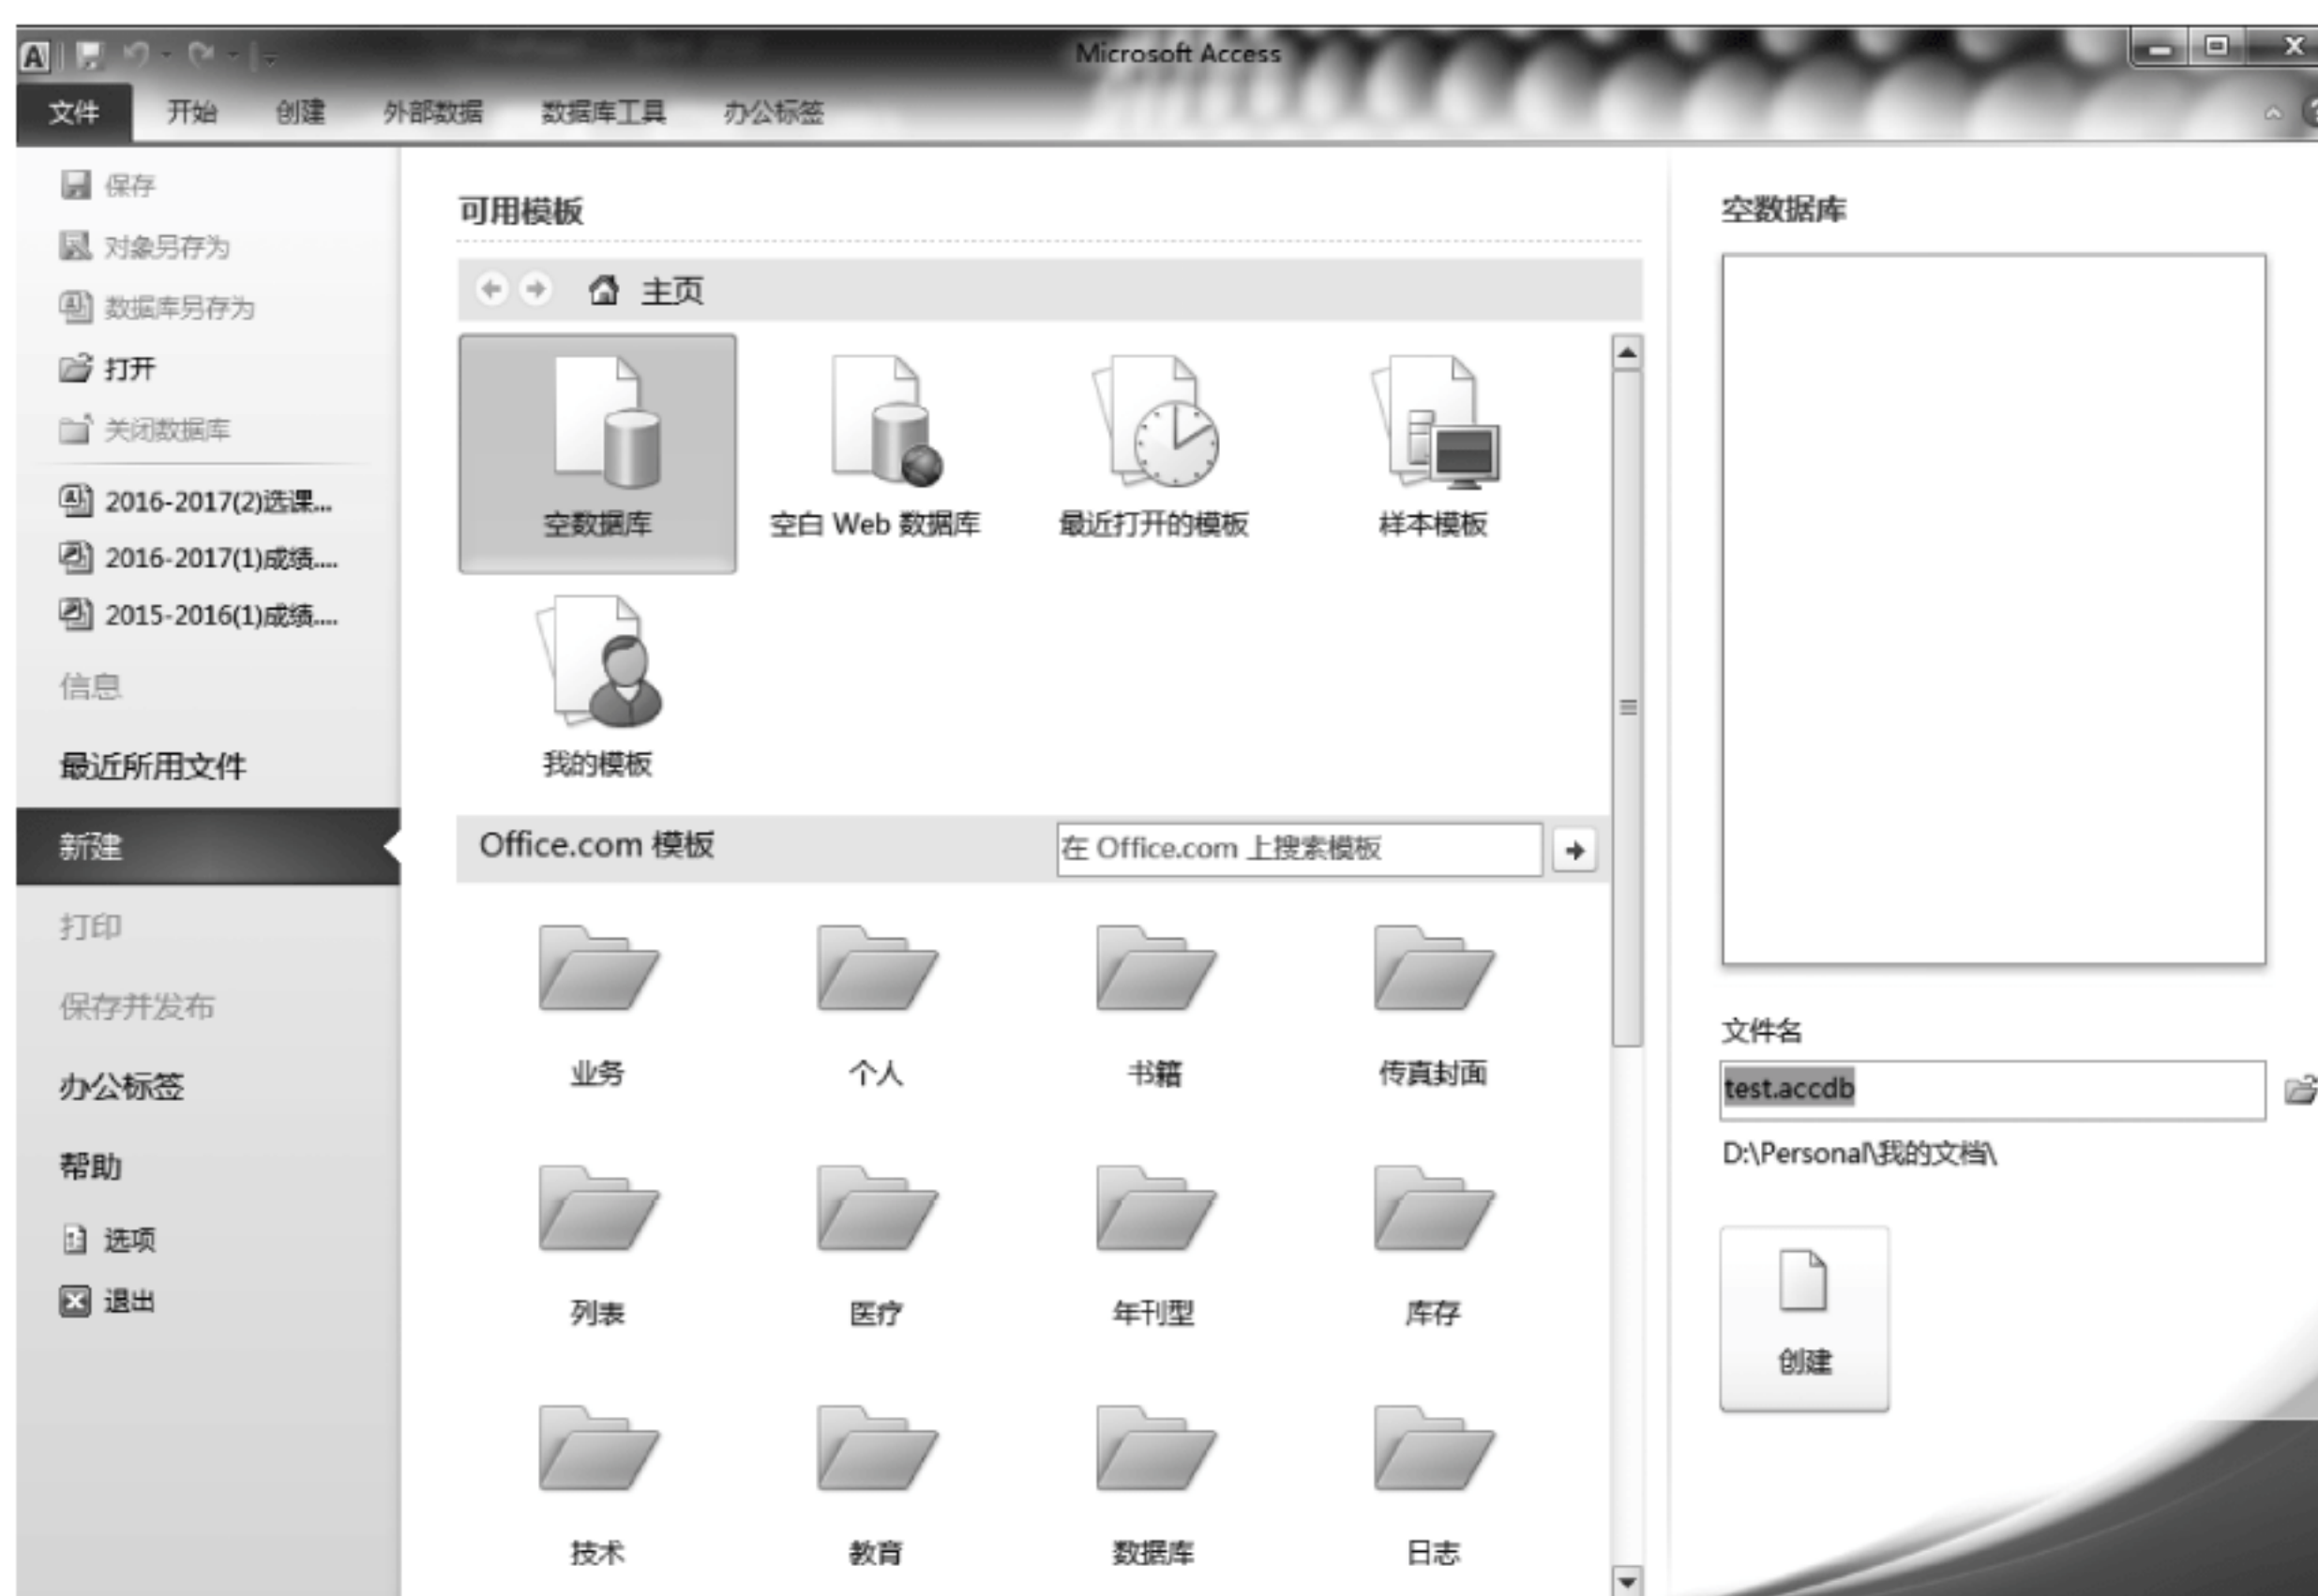 Microsoft Access
文件 开始 创建 外部数据 数据库工具 办公标签
保存
对象另存为
数据库另存为
打开
关闭数据库
2016-2017(2)选课...
2016-2017(1)成绩....
2015-2016(1)成绩....
信息
最近所用文件
新建
打印
保存并发布
办公标签
帮助
选项
退出
可用模板
主页
空数据库 空白 Web 数据库 最近打开的模板 样本模板
我的模板
Office.com 模板 在 Office.com 上搜索模板
业务 个人 书籍 传真封面
列表 医疗 年刊型 库存
技术 教育 数据库 日志
空数据库
文件名
test.accdb
D:\Personal\我的文档\
创建